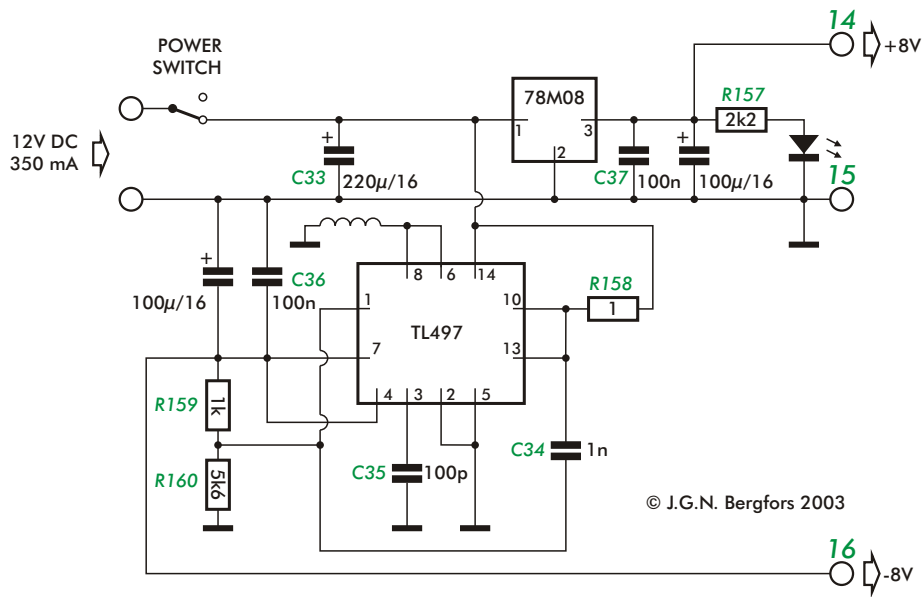 14
+8V
POWER
SWITCH
78M08
1
3
2
R157
2k2
12V DC
350 mA
+
C33
220µ/16
C37
100n
+
100µ/16
15
+
100µ/16
C36
100n
8
6
14
1
10
R158
1
TL497
7
13
4
3
2
5
R159
1k
C34
1n
R160
5k6
C35
100p
© J.G.N. Bergfors 2003
16
-8V